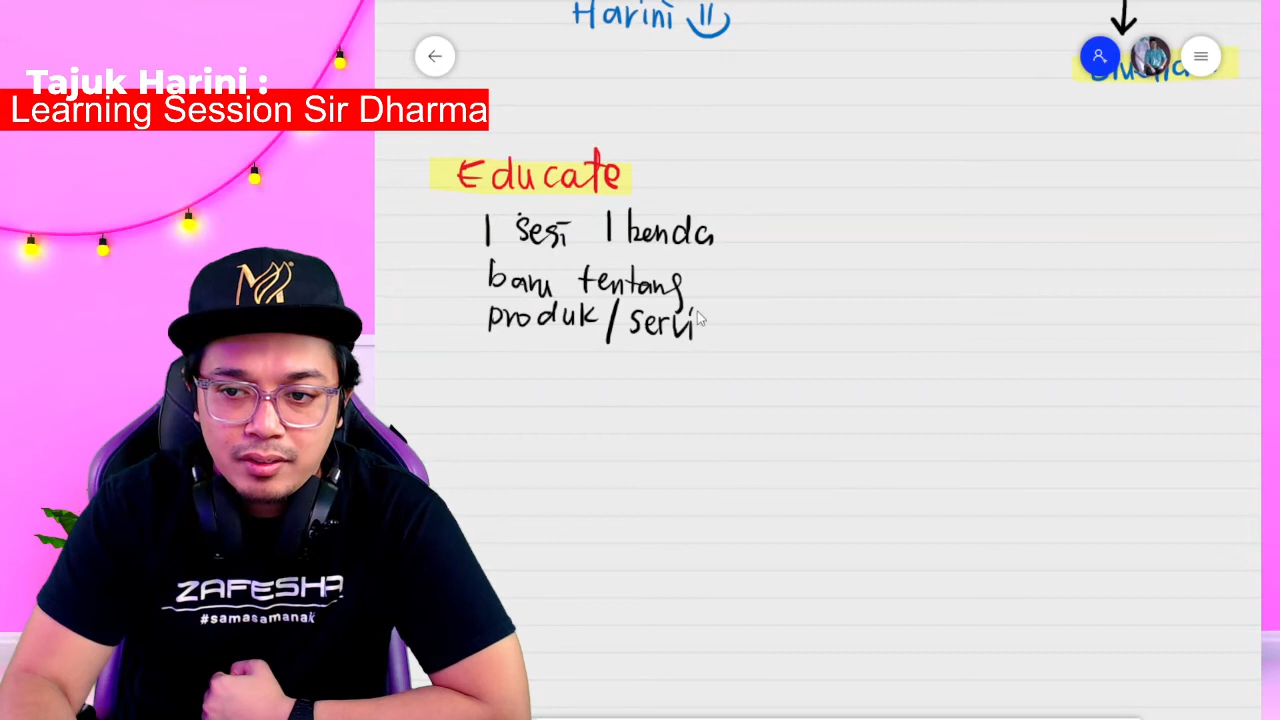 Harini
Tajuk Harini :
Learning Session Sir Dharma
Educate
1 sesi 1 benda
baru tentang
produk / servi
ZAFESHA
#samasamanak